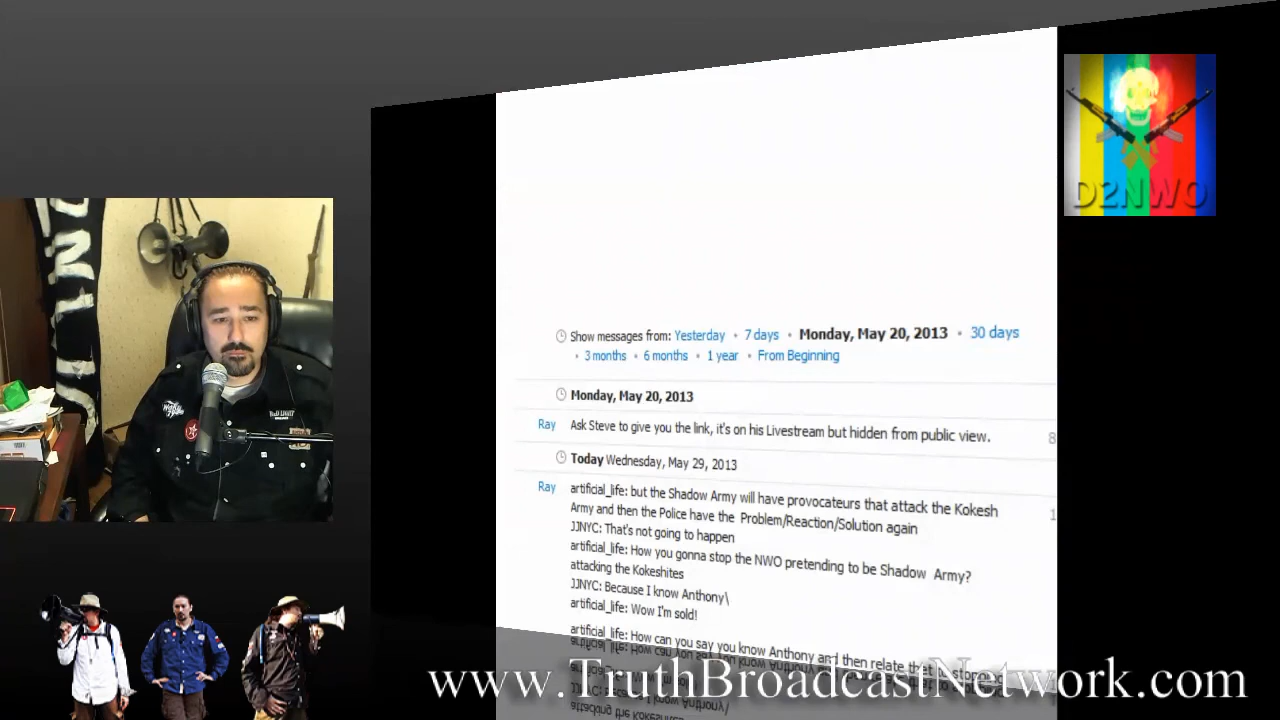 D2NWO
Show messages from: Yesterday • 7 days • Monday, May 20, 2013 • 30 days
• 3 months • 6 months • 1 year • From Beginning
Monday, May 20, 2013
Ray Ask Steve to give you the link, it's on his Livestream but hidden from public view. 8
Today Wednesday, May 29, 2013
Ray artificial_life: but the Shadow Army will have provocateurs that attack the Kokesh 1
Army and then the Police have the Problem/Reaction/Solution again
JJNYC: That's not going to happen
artificial_life: How you gonna stop the NWO pretending to be Shadow Army?
attacking the Kokeshites
JJNYC: Because I know Anthony\
artificial_life: Wow I'm sold!
artificial_life: How can you say you know Anthony and then relate that to
www.TruthBroadcastNetwork.com